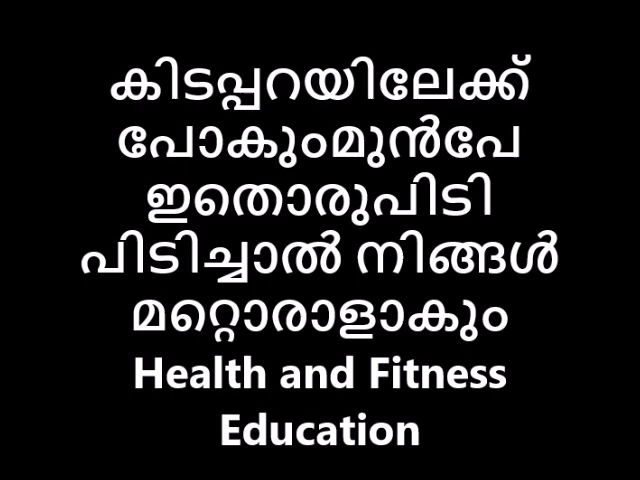 കിടപ്പറയിലേക്ക്
പോകുംമുൻപേ
ഇതൊരുപിടി
പിടിച്ചാൽ നിങ്ങൾ
മറ്റൊരാളാകും
Health and Fitness
Education